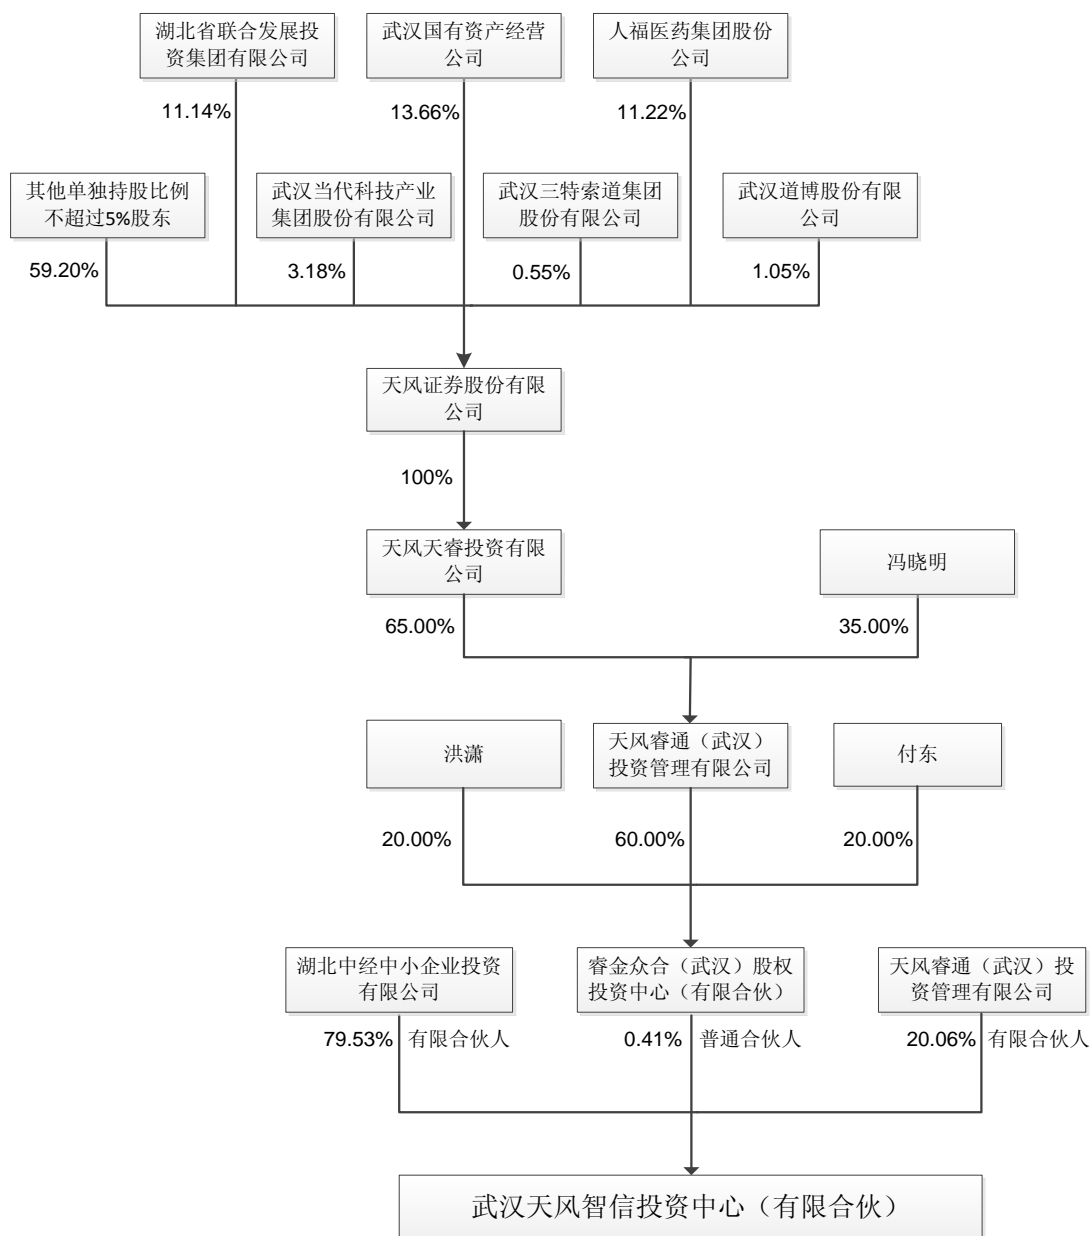 湖北省联合发展投
资集团有限公司
武汉国有资产经营
公司
人福医药集团股份
公司
11.14%
13.66%
11.22%
其他单独持股比例
不超过5%股东
武汉当代科技产业
集团股份有限公司
武汉三特索道集团
股份有限公司
武汉道博股份有限
公司
59.20%
3.18%
0.55%
1.05%
天风证券股份有限
公司
100%
天风天睿投资有限
公司
冯晓明
65.00%
35.00%
洪潇
天风睿通（武汉）
投资管理有限公司
付东
20.00%
60.00%
20.00%
湖北中经中小企业投资
有限公司
睿金众合（武汉）股权
投资中心（有限合伙）
天风睿通（武汉）投
资管理有限公司
79.53% 有限合伙人
0.41% 普通合伙人
20.06% 有限合伙人
武汉天风智信投资中心（有限合伙）